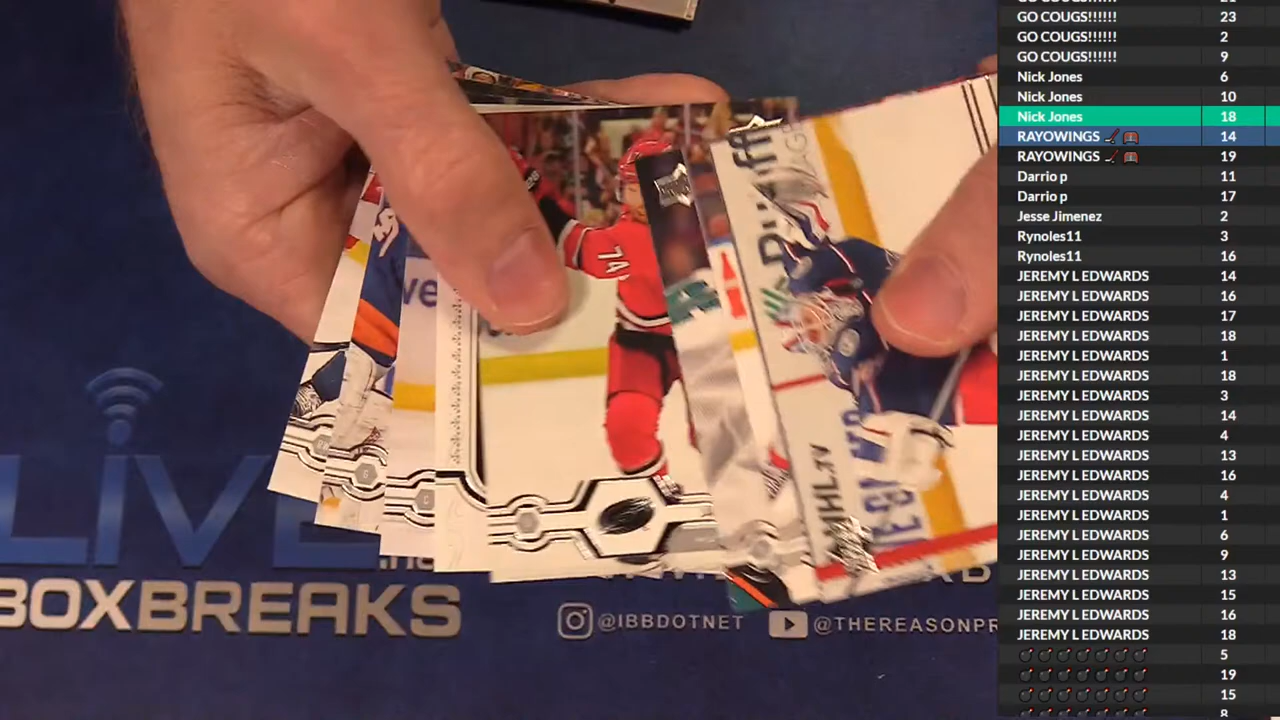 GO COUGS!!!!!! 23
GO COUGS!!!!!! 2
GO COUGS!!!!!! 9
Nick Jones 6
Nick Jones 10
Nick Jones 18
RAYOWINGS 14
RAYOWINGS 19
Darrio p 11
Darrio p 17
Jesse Jimenez 2
Rynoles11 3
Rynoles11 16
JEREMY L EDWARDS 14
JEREMY L EDWARDS 16
JEREMY L EDWARDS 17
JEREMY L EDWARDS 18
JEREMY L EDWARDS 1
JEREMY L EDWARDS 18
JEREMY L EDWARDS 3
JEREMY L EDWARDS 14
JEREMY L EDWARDS 4
JEREMY L EDWARDS 13
JEREMY L EDWARDS 16
JEREMY L EDWARDS 4
JEREMY L EDWARDS 1
JEREMY L EDWARDS 6
JEREMY L EDWARDS 9
JEREMY L EDWARDS 13
JEREMY L EDWARDS 15
JEREMY L EDWARDS 16
JEREMY L EDWARDS 18
5
19
15
8
74
NHL.TV
LIVE
BOXBREAKS
@IBBDOTNET @THEREASONPR